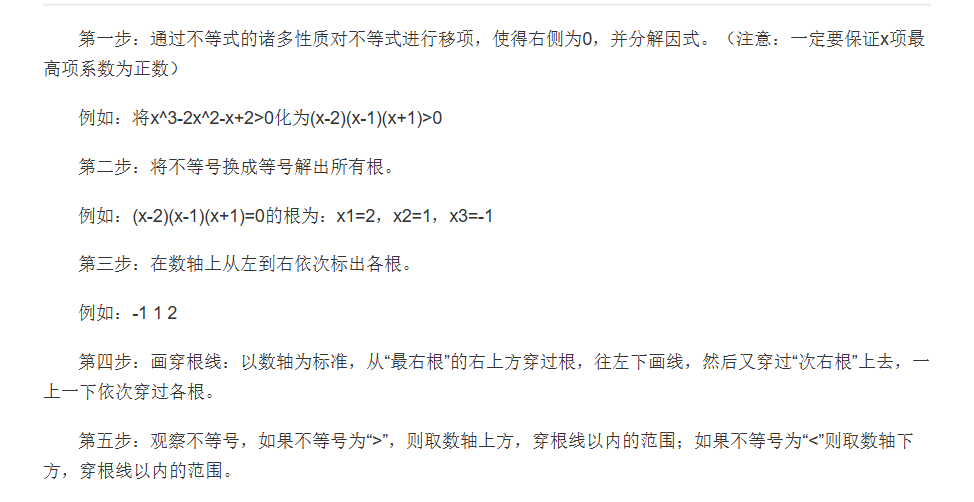 第一步：通过不等式的诸多性质对不等式进行移项，使得右侧为0，并分解因式。（注意：一定要保证x项最
高项系数为正数）
例如：将x^3-2x^2-x+2>0化为(x-2)(x-1)(x+1)>0
第二步：将不等号换成等号解出所有根。
例如：(x-2)(x-1)(x+1)=0的根为：x1=2，x2=1，x3=-1
第三步：在数轴上从左到右依次标出各根。
例如：-1 1 2
第四步：画穿根线：以数轴为标准，从“最右根”的右上方穿过根，往左下画线，然后又穿过“次右根”上去，一
上一下依次穿过各根。
第五步：观察不等号，如果不等号为“>”，则取数轴上方，穿根线以内的范围；如果不等号为“<”则取数轴下
方，穿根线以内的范围。